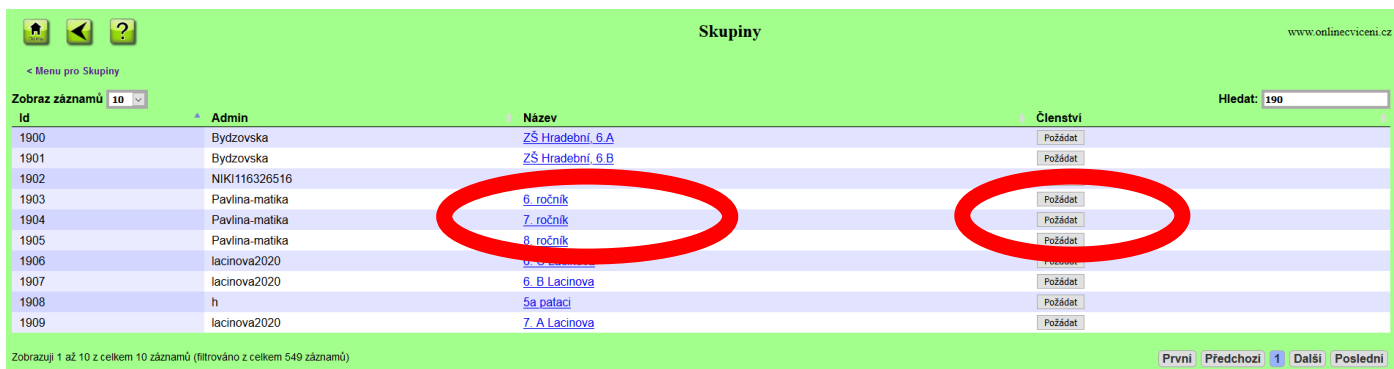 Skupiny
www.onlinecviceni.cz
< Menu pro Skupiny
Zobraz záznamů 10 Hledat: 190
Id Admin Název Členství
1900 Bydzovska ZŠ Hradební, 6.A Požádat
1901 Bydzovska ZŠ Hradební, 6.B Požádat
1902 NIKI116326516
1903 Pavlina-matika 6. ročník Požádat
1904 Pavlina-matika 7. ročník Požádat
1905 Pavlina-matika 8. ročník Požádat
1906 lacinova2020 Požádat
1907 lacinova2020 6. B Lacinova Požádat
1908 h 5a pataci Požádat
1909 lacinova2020 7. A Lacinova Požádat
Zobrazuji 1 až 10 z celkem 10 záznamů (filtrováno z celkem 549 záznamů)
První Předchozí 1 Další Poslední